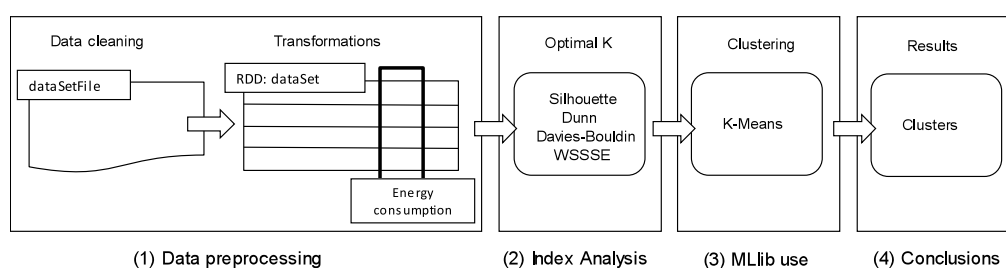 Data cleaning
Transformations
dataSetFile
RDD: dataSet
Energy
consumption
(1) Data preprocessing
Optimal K
Silhouette
Dunn
Davies-Bouldin
WSSSE
(2) Index Analysis
Clustering
K-Means
(3) MLlib use
Results
Clusters
(4) Conclusions